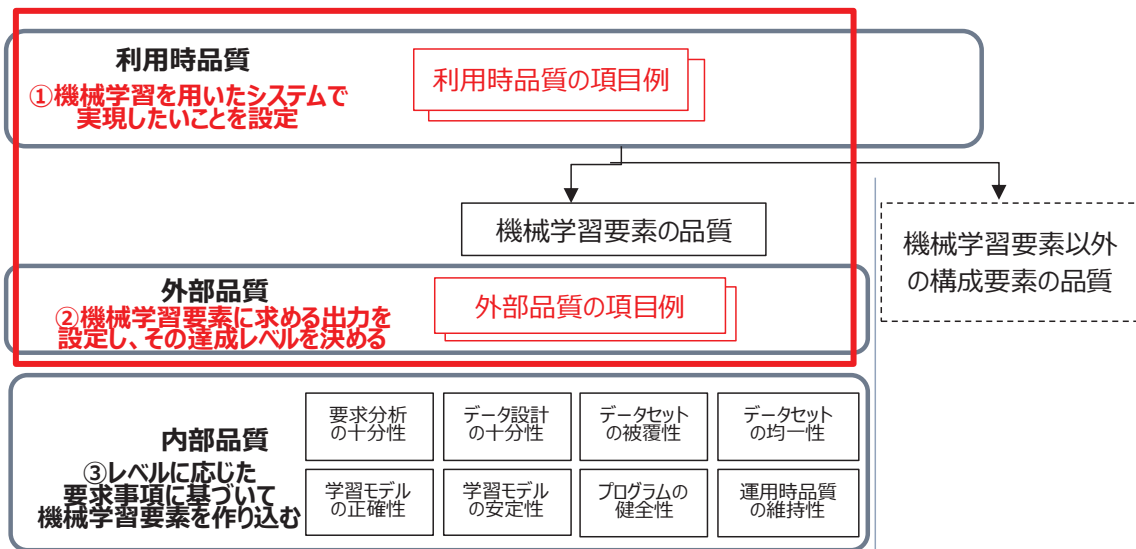 利用時品質
①機械学習を用いたシステムで
実現したいことを設定
利用時品質の項目例
機械学習要素の品質
機械学習要素以外
の構成要素の品質
外部品質
②機械学習要素に求める出力を
設定し、その達成レベルを決める
外部品質の項目例
内部品質
③レベルに応じた
要求事項に基づいて
機械学習要素を作り込む
要求分析
の十分性
データ設計
の十分性
データセット
の被覆性
データセット
の均一性
学習モデル
の正確性
学習モデル
の安定性
プログラムの
健全性
運用時品質
の維持性